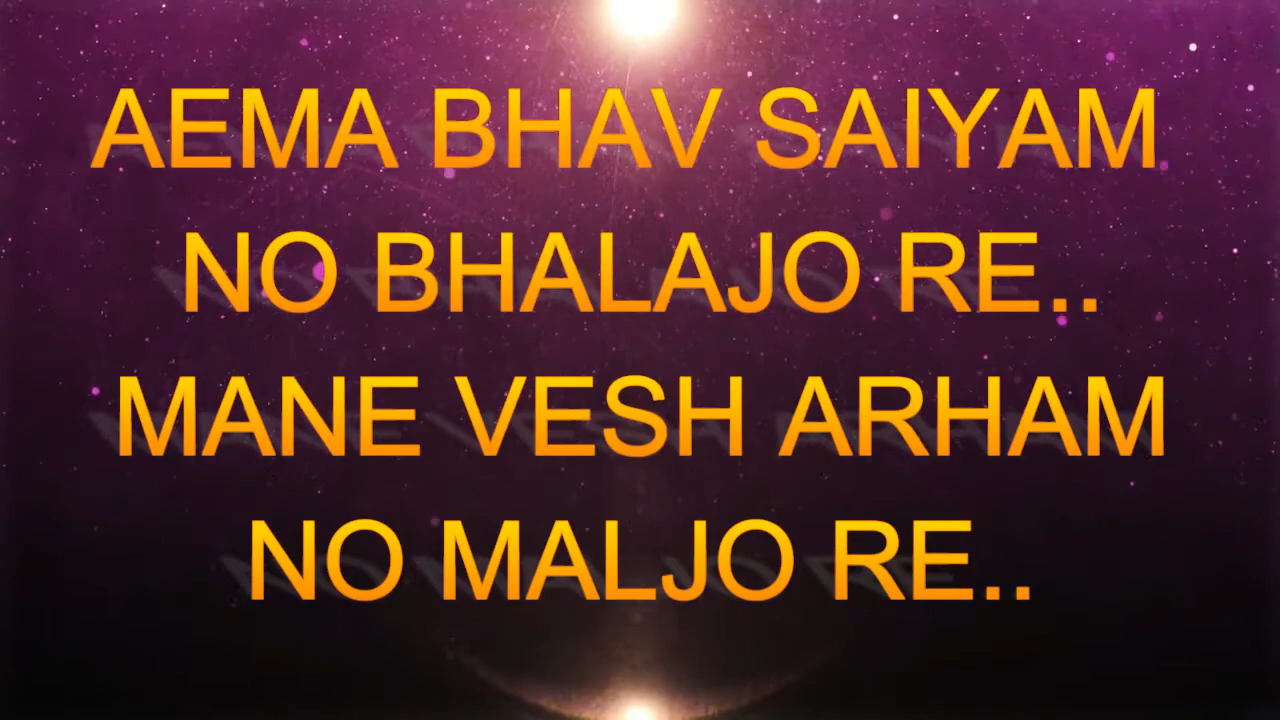 AEMA BHAV SAIYAM
NO BHALAJO RE..
MANE VESH ARHAM
NO MALJO RE..